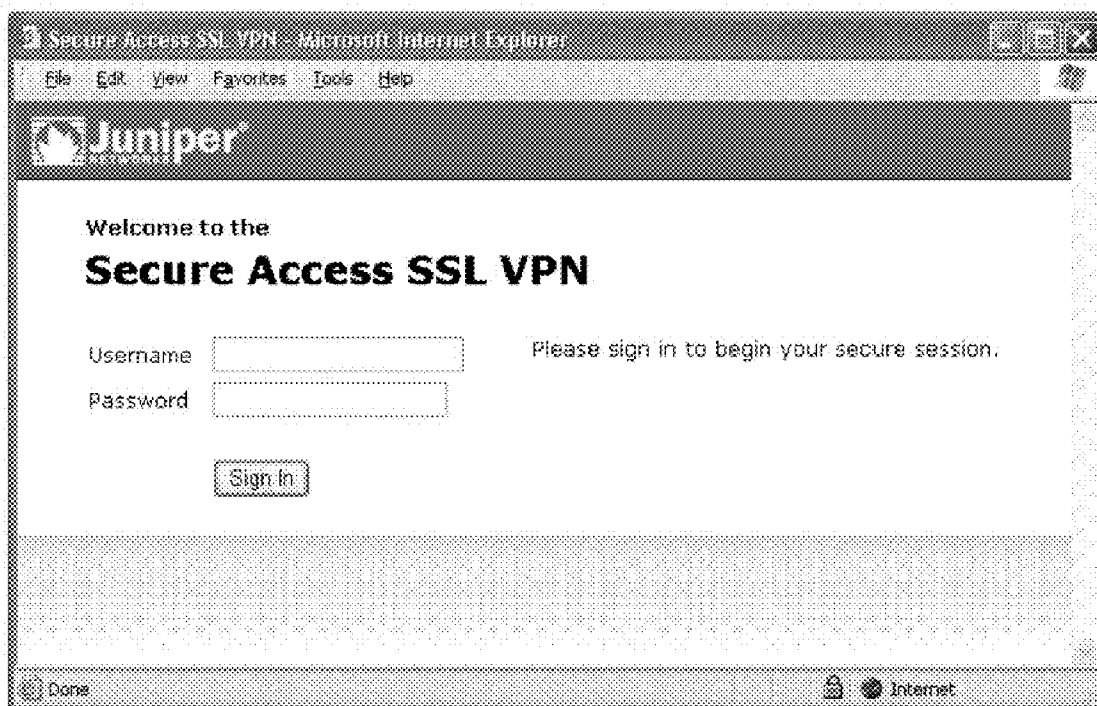 Secure Access SSL VPN - Microsoft Internet Explorer
File Edit View Favorites Tools Help
Juniper®
NETWORKS
Welcome to the
Secure Access SSL VPN
Username
Please sign in to begin your secure session.
Password
Sign In
Done
Internet